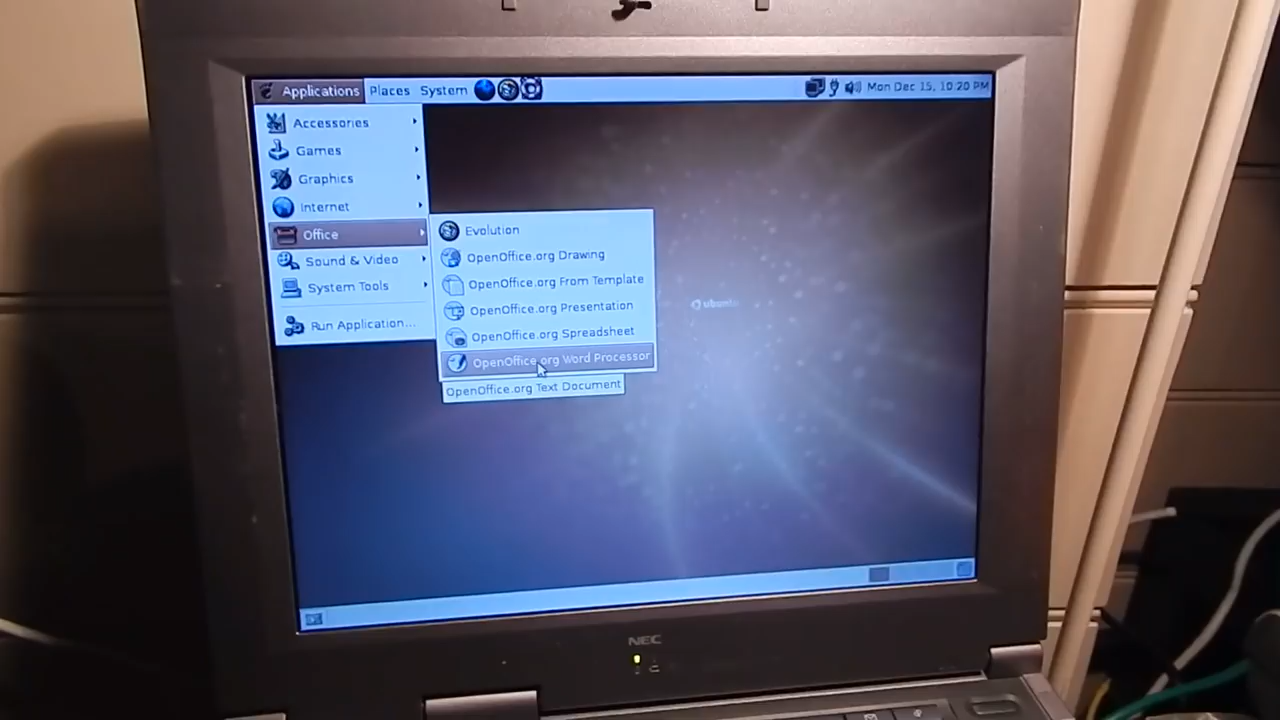 Applications Places System Mon Dec 15, 10:20 PM
Accessories
Games
Graphics
Internet
Office
Sound & Video
System Tools
Run Application...
Evolution
OpenOffice.org Drawing
OpenOffice.org From Template
OpenOffice.org Presentation
OpenOffice.org Spreadsheet
OpenOffice.org Word Processor
OpenOffice.org Text Document
ubuntu
NEC